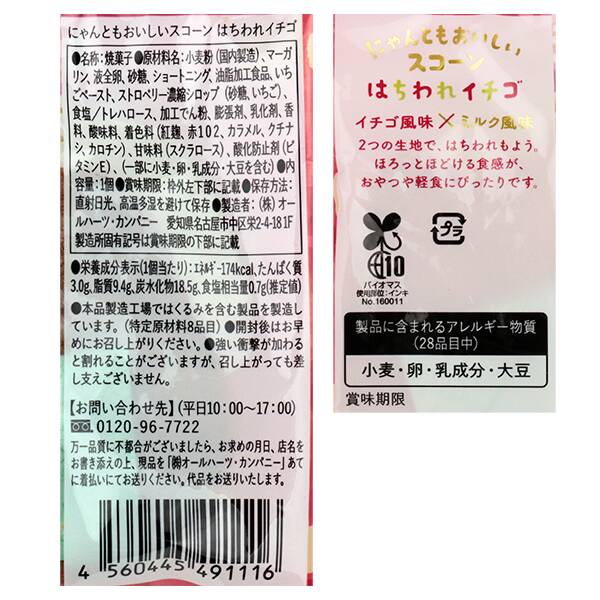 にゃんともおいしいスコーン はちわれイチゴ
●名称:焼菓子●原材料名:小麦粉(国内製造)、マーガ
リン、液全卵、砂糖、ショートニング、油脂加工食品、いち
ごペースト、ストロベリー濃縮シロップ(砂糖、いちご)、
食塩/トレハロース、加工でん粉、膨張剤、乳化剤、香
料、酸味料、着色料(紅麹、赤102、カラメル、クチナ
シ、カロチン)、甘味料(スクラロース)、酸化防止剤(ビ
タミンE)、(一部に小麦・卵・乳成分・大豆を含む)●内
容量:1個●賞味期限:枠外左下部に記載●保存方法:
直射日光、高温多湿を避けて保存●製造者:(株)オ
ールハーツ・カンパニー 愛知県名古屋市中区栄2-4-18 1F
製造所固有記号は賞味期限の下部に記載
●栄養成分表示(1個当たり):エネルギー174kcal、たんぱく質
3.0g、脂質9.4g、炭水化物18.5g、食塩相当量0.7g(推定値)
●本品製造工場ではくるみを含む製品を製造し
ています。(特定原材料8品目)●開封後はお早
めにお召し上がりください。●強い衝撃が加わる
と割れることがございますが、召し上がっても差
し支えございません。
【お問い合わせ先】(平日10:00〜17:00)
0120-96-7722
万一品質に不都合がございましたら、お求めの月日、店名を
お書き添えの上、現品を「㈱オールハーツ・カンパニー」あて
に着払いにてお送りください。代品をお送りいたします。
4 560445 491116
にゃんともおいしい
スコーン
はちわれイチゴ
イチゴ風味×ミルク風味
2つの生地で、はちわれもよう。
ほろっとほどける食感が、
おやつや軽食にぴったりです。
10
バイオマス
使用部位:インキ
No.160011
プラ
製品に含まれるアレルギー物質
(28品目中)
小麦・卵・乳成分・大豆
賞味期限